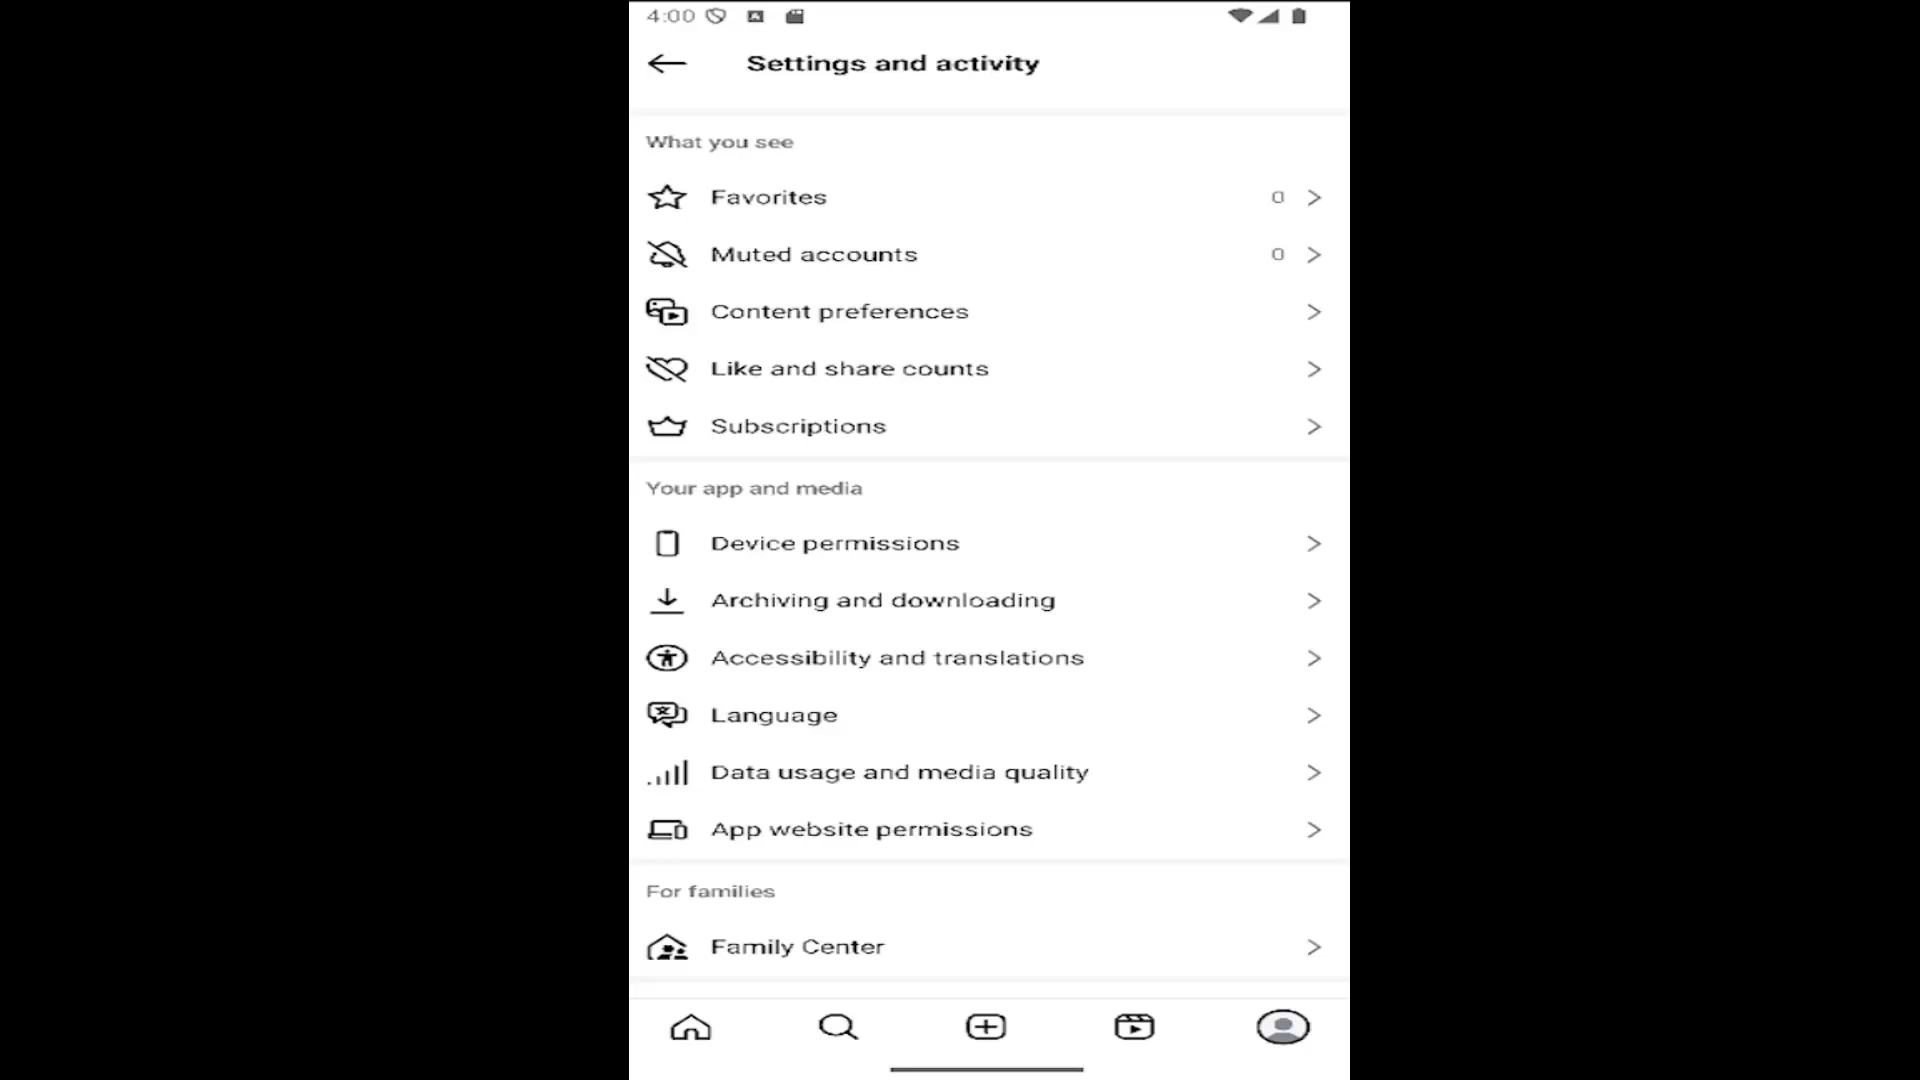 4:00
Settings and activity
What you see
Favorites 0
Muted accounts 0
Content preferences
Like and share counts
Subscriptions
Your app and media
Device permissions
Archiving and downloading
Accessibility and translations
Language
Data usage and media quality
App website permissions
For families
Family Center